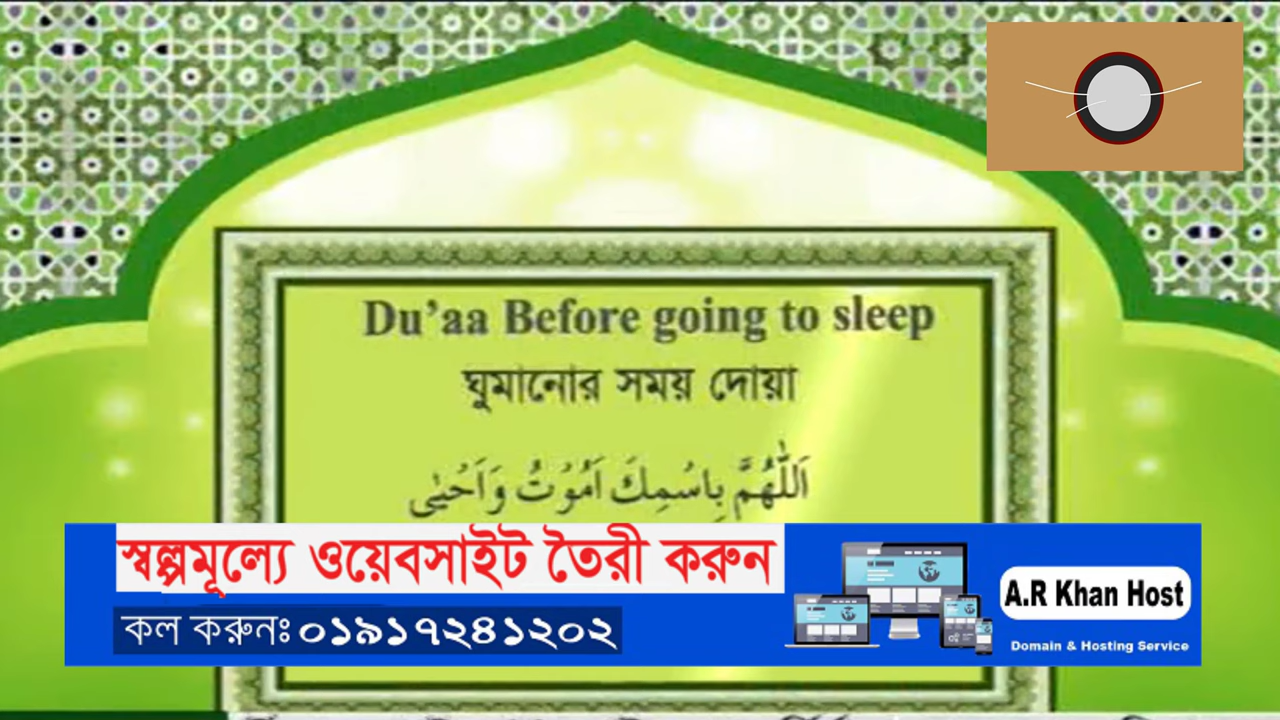 Du'aa Before going to sleep
ঘুমানোর সময় দোয়া
اَللّٰهُمَّ بِاسْمِكَ اَمُوْتُ وَاَحْيٰى
স্বল্পমূল্যে ওয়েবসাইট তৈরী করুন
কল করুনঃ ০১৯১৭২৪১২০২
A.R Khan Host
Domain & Hosting Service